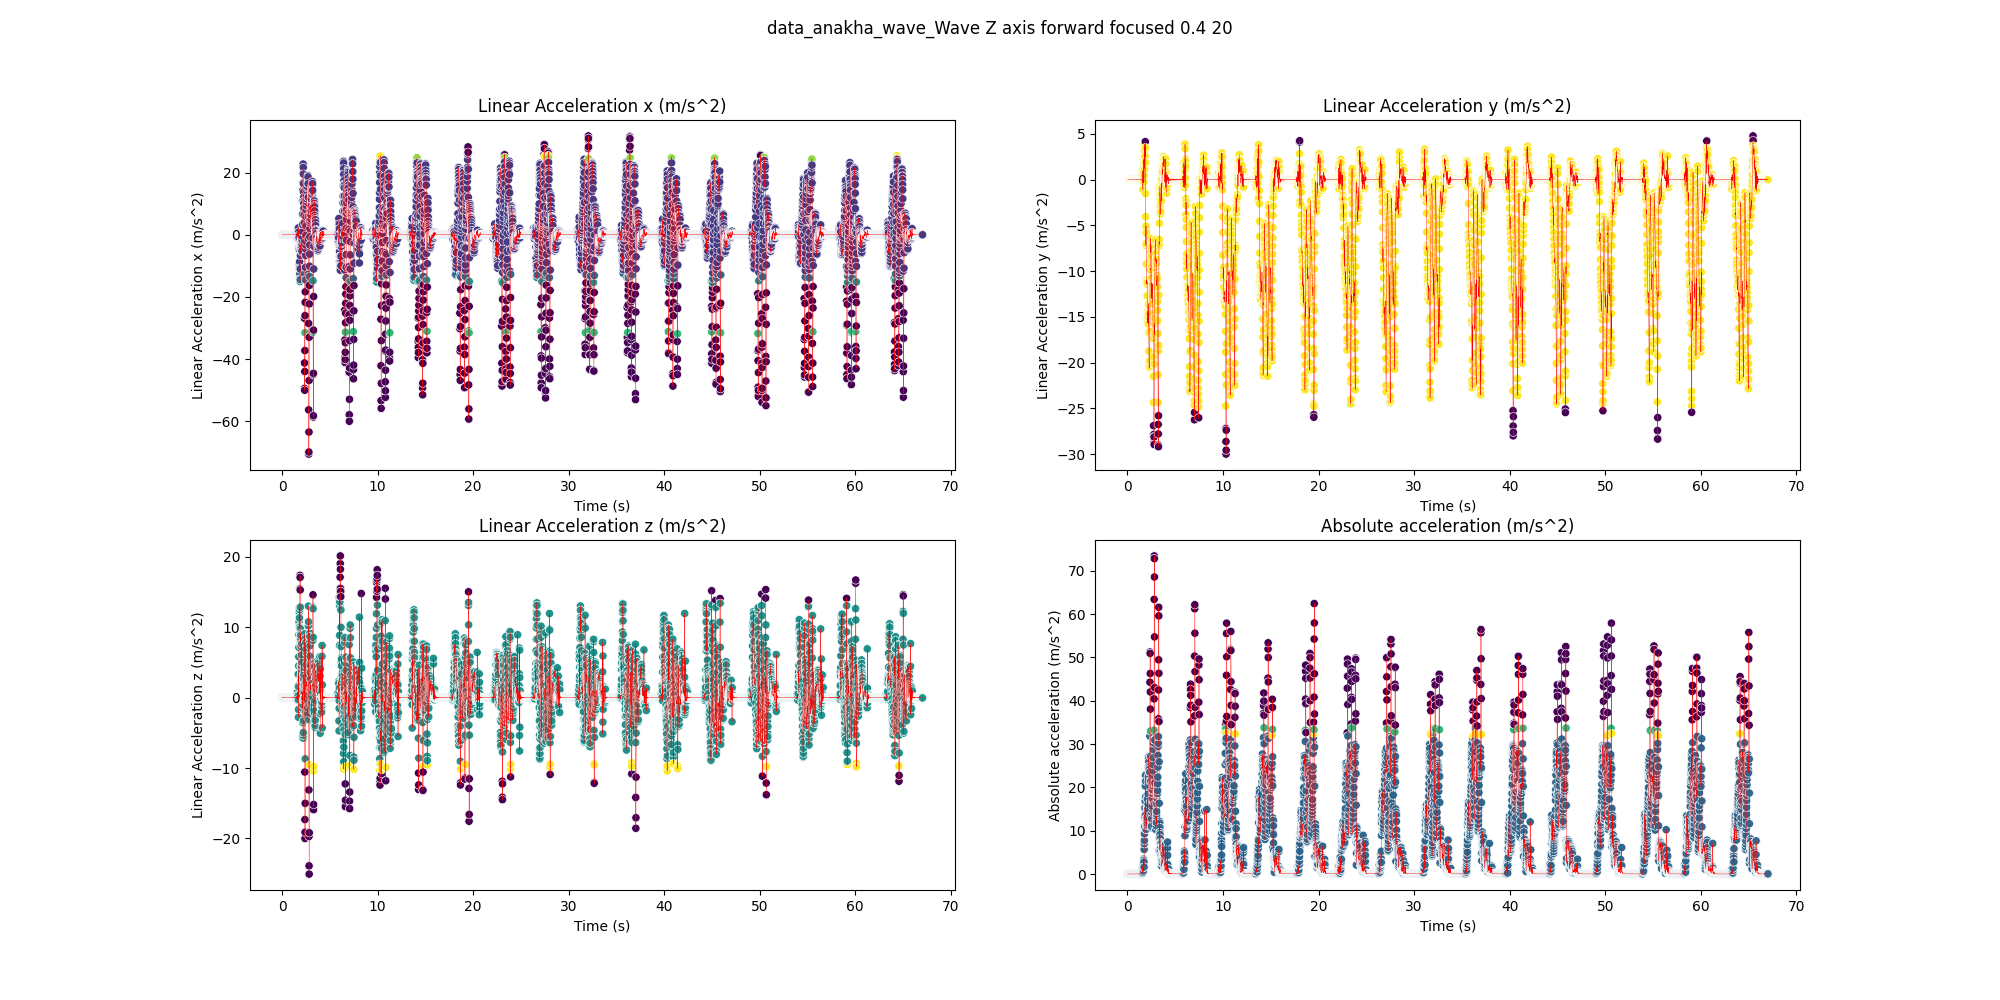 data_anakha_wave_Wave Z axis forward focused 0.4 20
Linear Acceleration x (m/s^2)
Linear Acceleration x (m/s^2)
20
0
−20
−40
−60
0 10 20 30 40 50 60 70
Time (s)
Linear Acceleration y (m/s^2)
Linear Acceleration y (m/s^2)
5
0
−5
−10
−15
−20
−25
−30
0 10 20 30 40 50 60 70
Time (s)
Linear Acceleration z (m/s^2)
Linear Acceleration z (m/s^2)
20
10
0
−10
−20
0 10 20 30 40 50 60 70
Time (s)
Absolute acceleration (m/s^2)
Absolute acceleration (m/s^2)
70
60
50
40
30
20
10
0
0 10 20 30 40 50 60 70
Time (s)